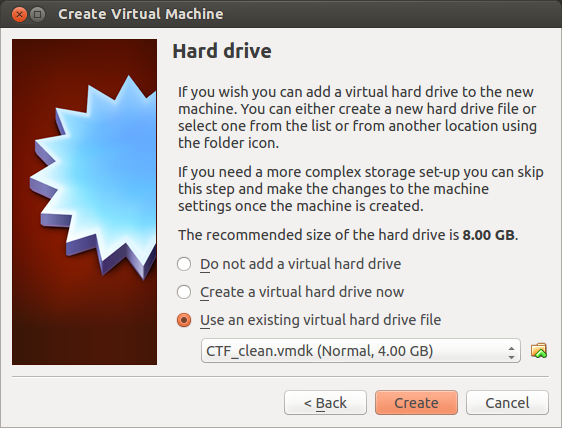 Create Virtual Machine
Hard drive
If you wish you can add a virtual hard drive to the new
machine. You can either create a new hard drive file or
select one from the list or from another location using
the folder icon.
If you need a more complex storage set-up you can skip
this step and make the changes to the machine
settings once the machine is created.
The recommended size of the hard drive is 8.00 GB.
Do not add a virtual hard drive
Create a virtual hard drive now
Use an existing virtual hard drive file
CTF_clean.vmdk (Normal, 4.00 GB)
< Back
Create
Cancel